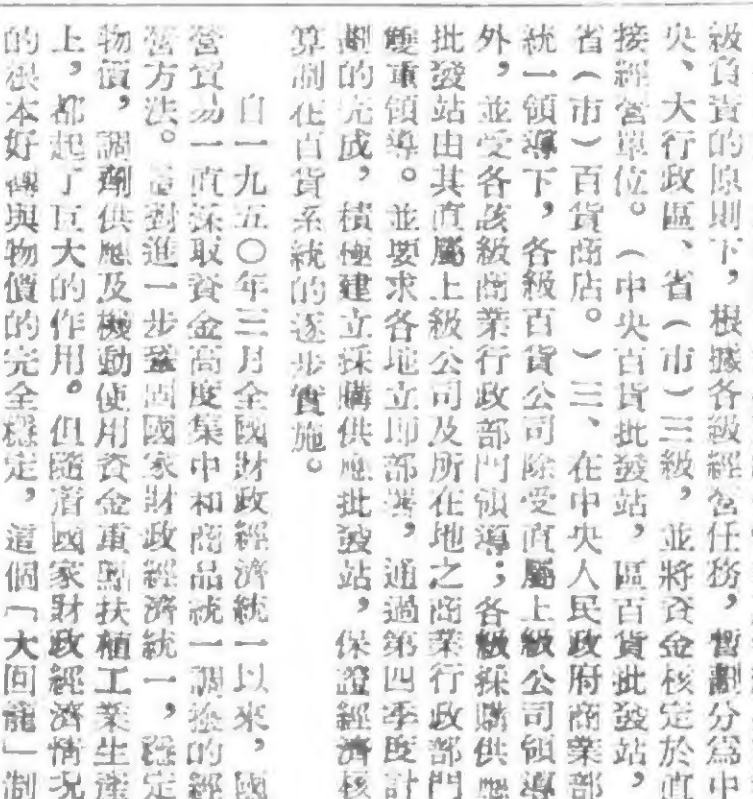 級負責的原則下，根據各級經營任務，暫劃分爲中
央、大行政區、省（市）三級，並將資金核定於直
接經營單位。（中央百貨批發站，區百貨批發站，
省（市）百貨商店。）三、在中央人民政府商業部
統一領導下，各級百貨公司除受直屬上級公司領導
外，並受各該級商業行政部門領導；各級採購供應
批發站由其直屬上級公司及所在地之商業行政部門
雙重領導。並要求各地立即部署，通過第四季度計
劃的完成，積極建立採購供應批發站，保證經濟核
算制在百貨系統的逐步實施。
自一九五〇年三月全國財政經濟統一以來，國
營貿易一直採取資金高度集中和商品統一調撥的經
營方法。這對進一步鞏固國家財政經濟統一，穩定
物價，調劑供應及機動使用資金重點扶植工業生產
上，都起了巨大的作用。但隨着國家財政經濟情况
的根本好轉與物價的完全穩定，這個「大回籠」制